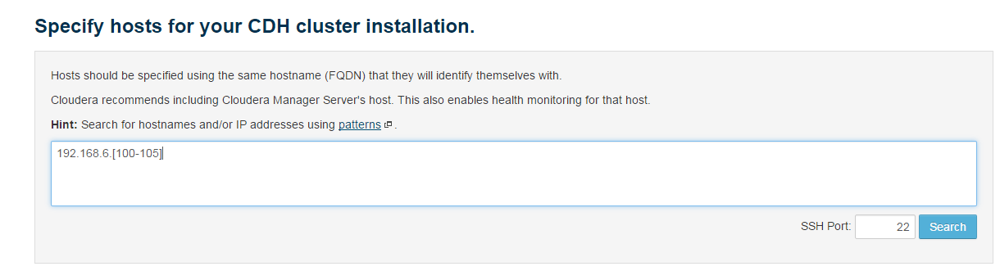 Specify hosts for your CDH cluster installation.
Hosts should be specified using the same hostname (FQDN) that they will identify themselves with.
Cloudera recommends including Cloudera Manager Server's host. This also enables health monitoring for that host.
Hint: Search for hostnames and/or IP addresses using patterns .
192.168.6.[100-105]
SSH Port: 22 Search